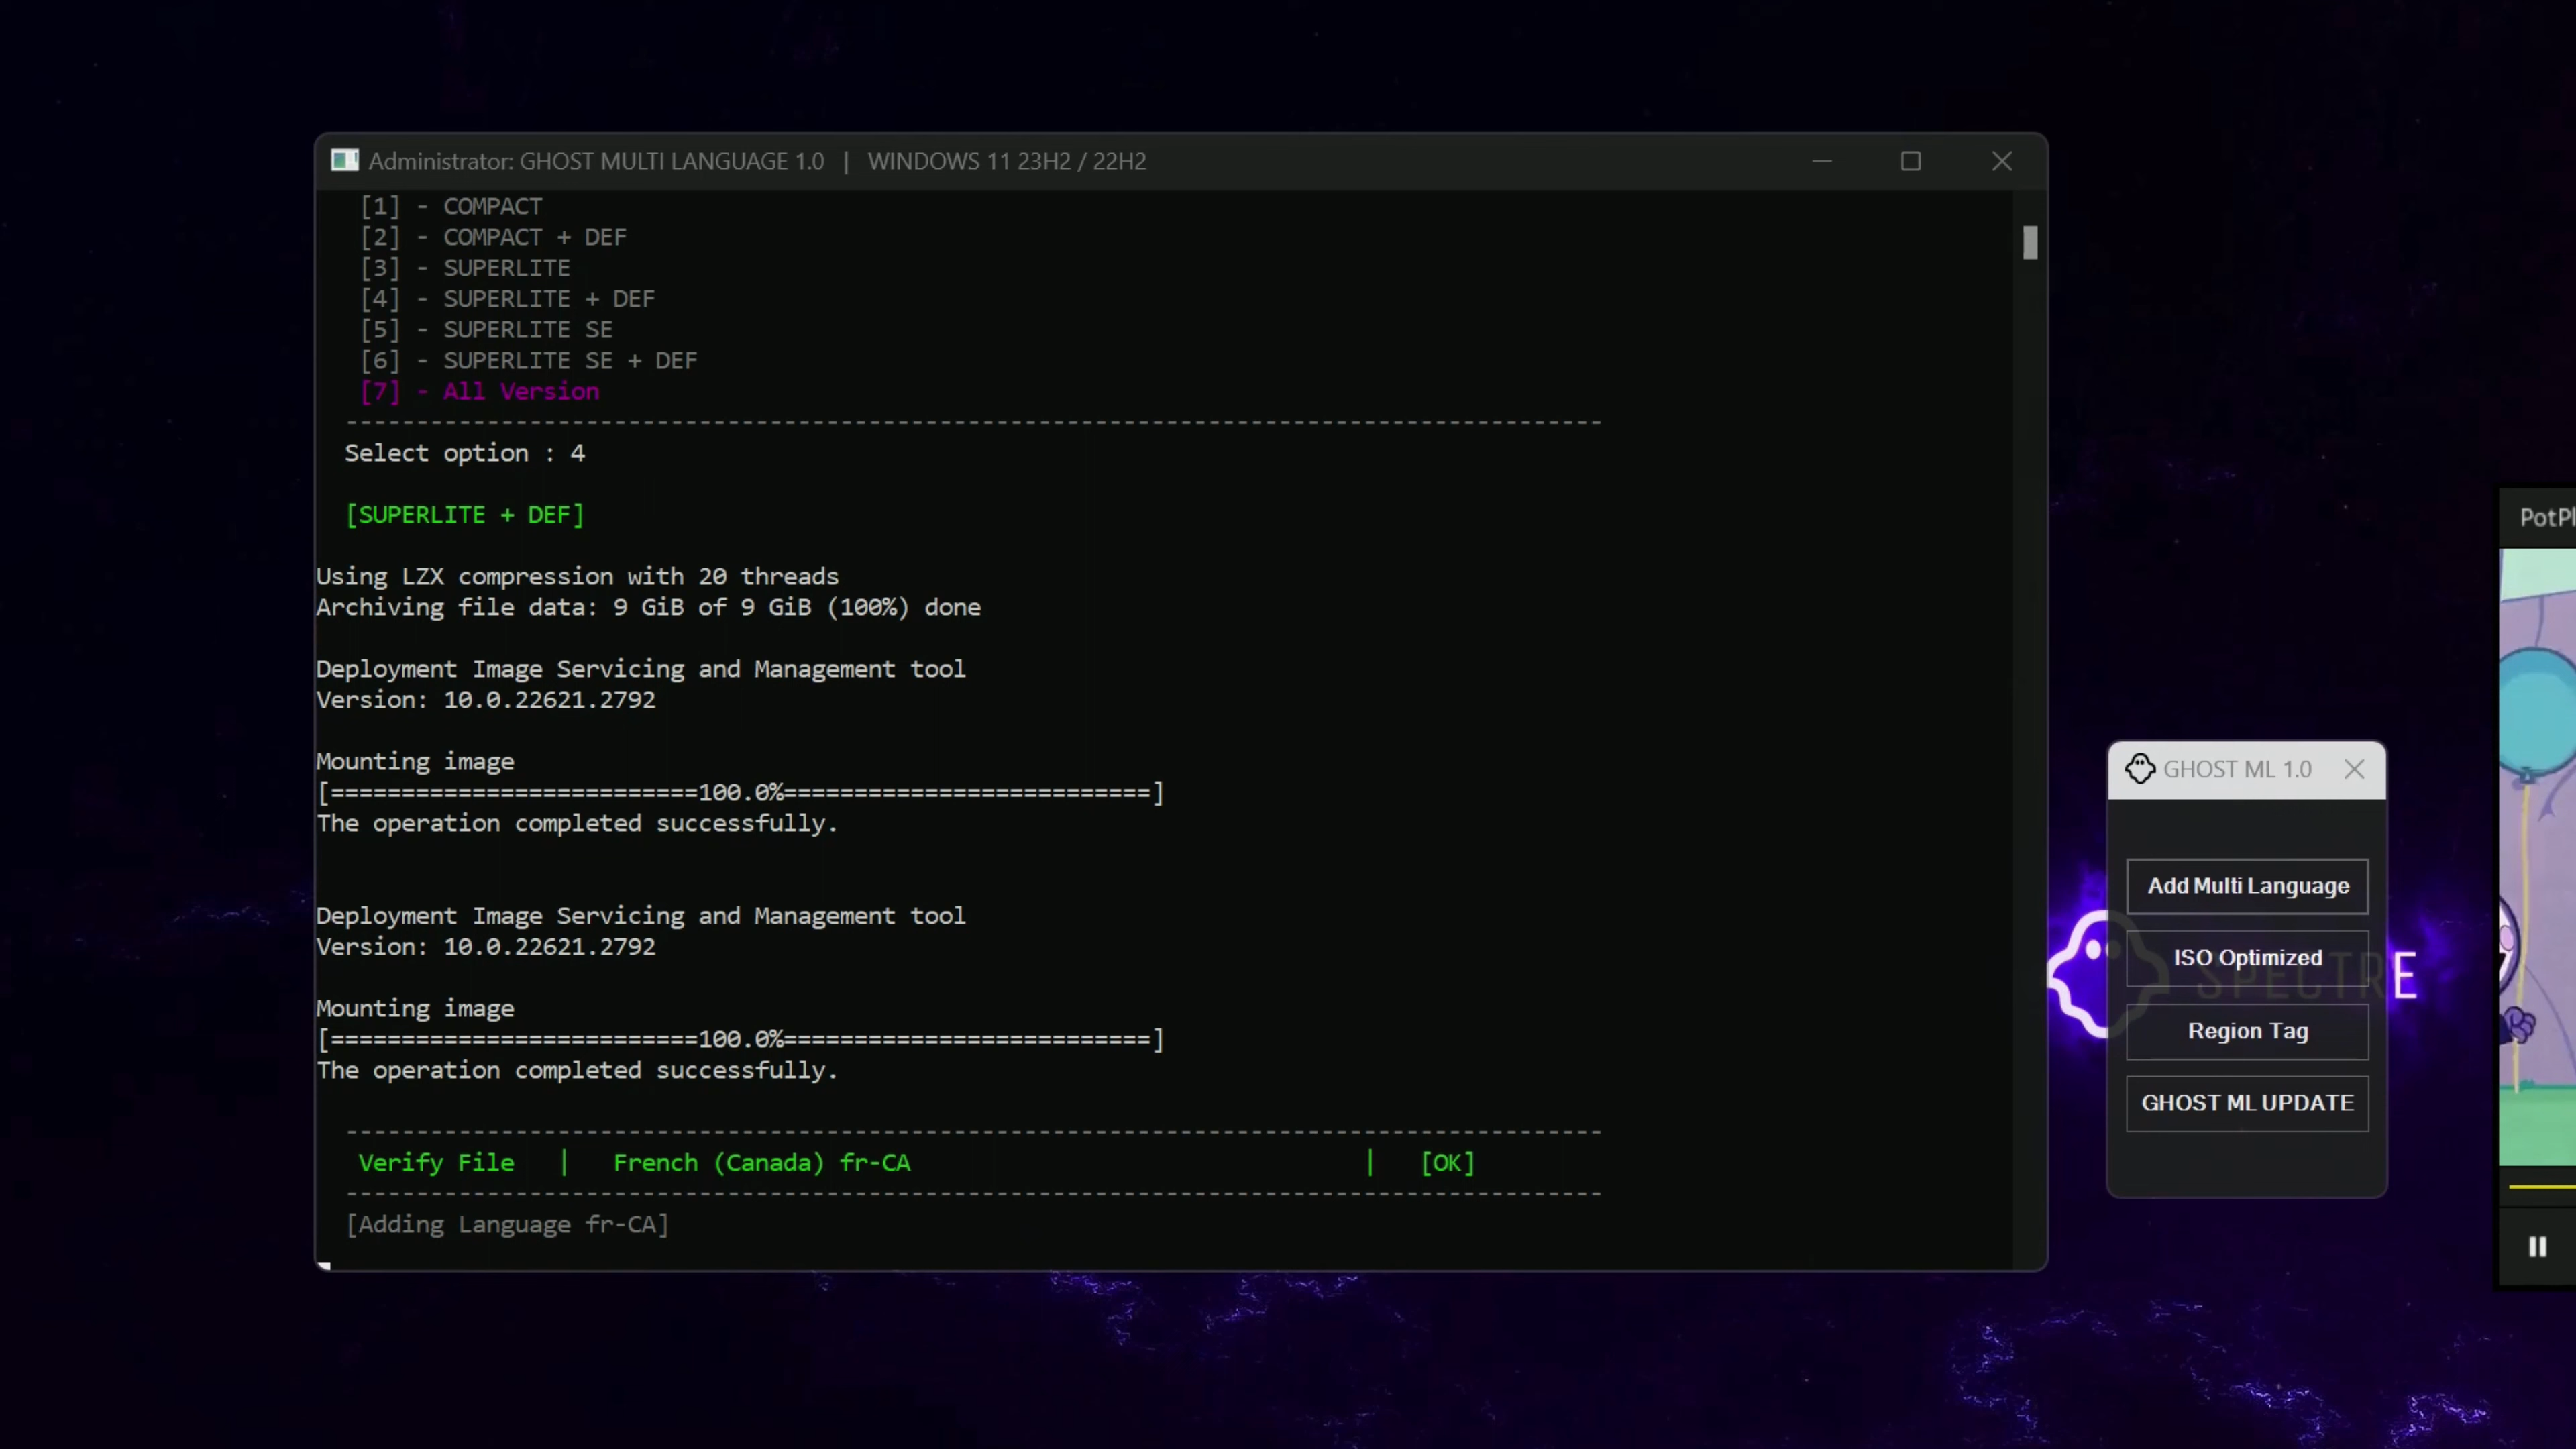 Administrator: GHOST MULTI LANGUAGE 1.0 | WINDOWS 11 23H2 / 22H2
[1] - COMPACT
[2] - COMPACT + DEF
[3] - SUPERLITE
[4] - SUPERLITE + DEF
[5] - SUPERLITE SE
[6] - SUPERLITE SE + DEF
[7] - All Version
-----------------------------------------------------------------------------------------
Select option : 4
[SUPERLITE + DEF]
Using LZX compression with 20 threads
Archiving file data: 9 GiB of 9 GiB (100%) done
Deployment Image Servicing and Management tool
Version: 10.0.22621.2792
Mounting image
[==========================100.0%==========================]
The operation completed successfully.
Deployment Image Servicing and Management tool
Version: 10.0.22621.2792
Mounting image
[==========================100.0%==========================]
The operation completed successfully.
-----------------------------------------------------------------------------------------
Verify File | French (Canada) fr-CA | [OK]
-----------------------------------------------------------------------------------------
[Adding Language fr-CA]
GHOST ML 1.0
Add Multi Language
ISO Optimized
Region Tag
GHOST ML UPDATE
SPECTRE
PotPl